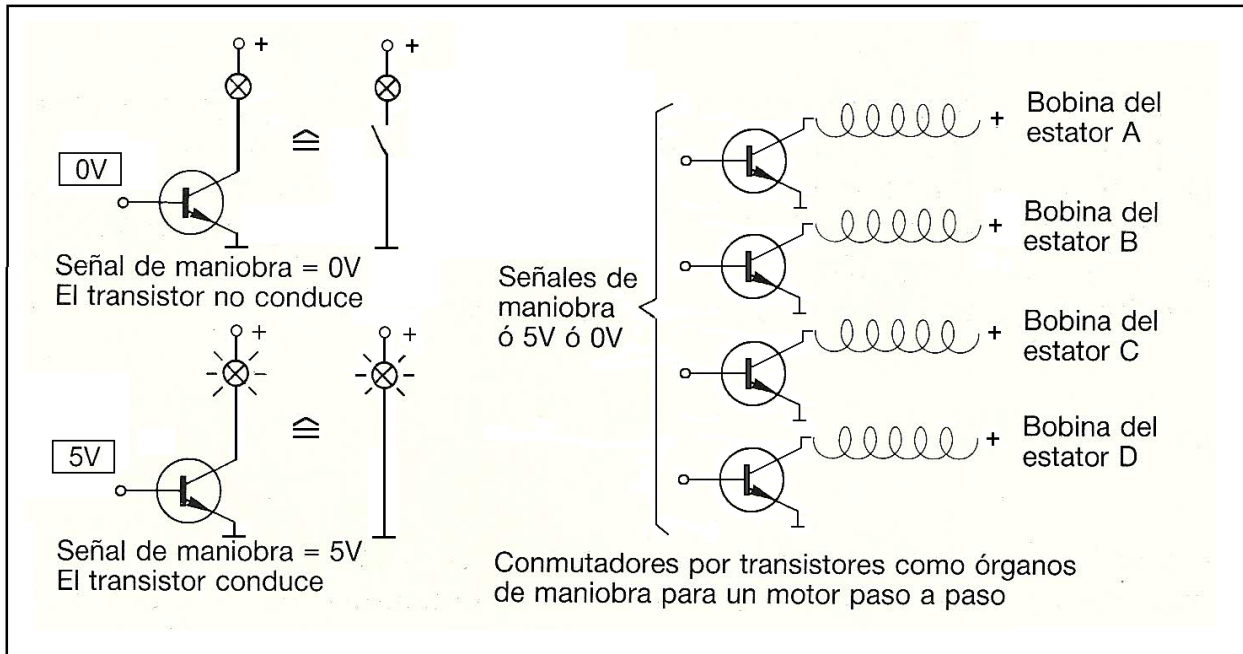 +
+
0V
≙
Señal de maniobra = 0V
El transistor no conduce
+
+
5V
≙
Señal de maniobra = 5V
El transistor conduce
Señales de
maniobra
ó 5V ó 0V
+ Bobina del
estator A
+ Bobina del
estator B
+ Bobina del
estator C
+ Bobina del
estator D
Conmutadores por transistores como órganos
de maniobra para un motor paso a paso